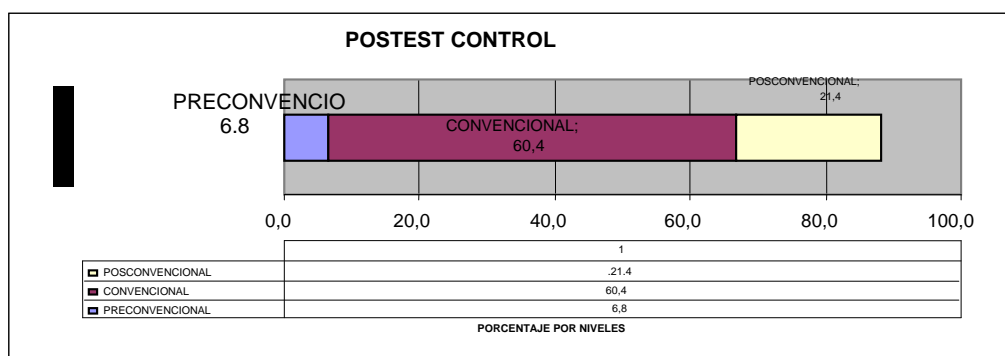 POSTEST CONTROL
POSCONVENCIONAL;
21,4
PRECONVENCIO
6.8
CONVENCIONAL;
60,4
0,0 20,0 40,0 60,0 80,0 100,0
1
POSCONVENCIONAL .21.4
CONVENCIONAL 60,4
PRECONVENCIONAL 6,8
PORCENTAJE POR NIVELES